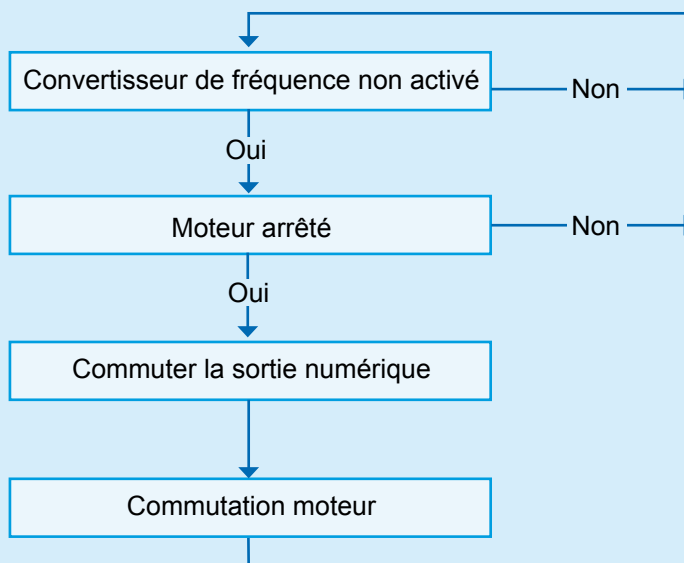 Convertisseur de fréquence non activé
Non
Oui
Moteur arrêté
Non
Oui
Commuter la sortie numérique
Commutation moteur